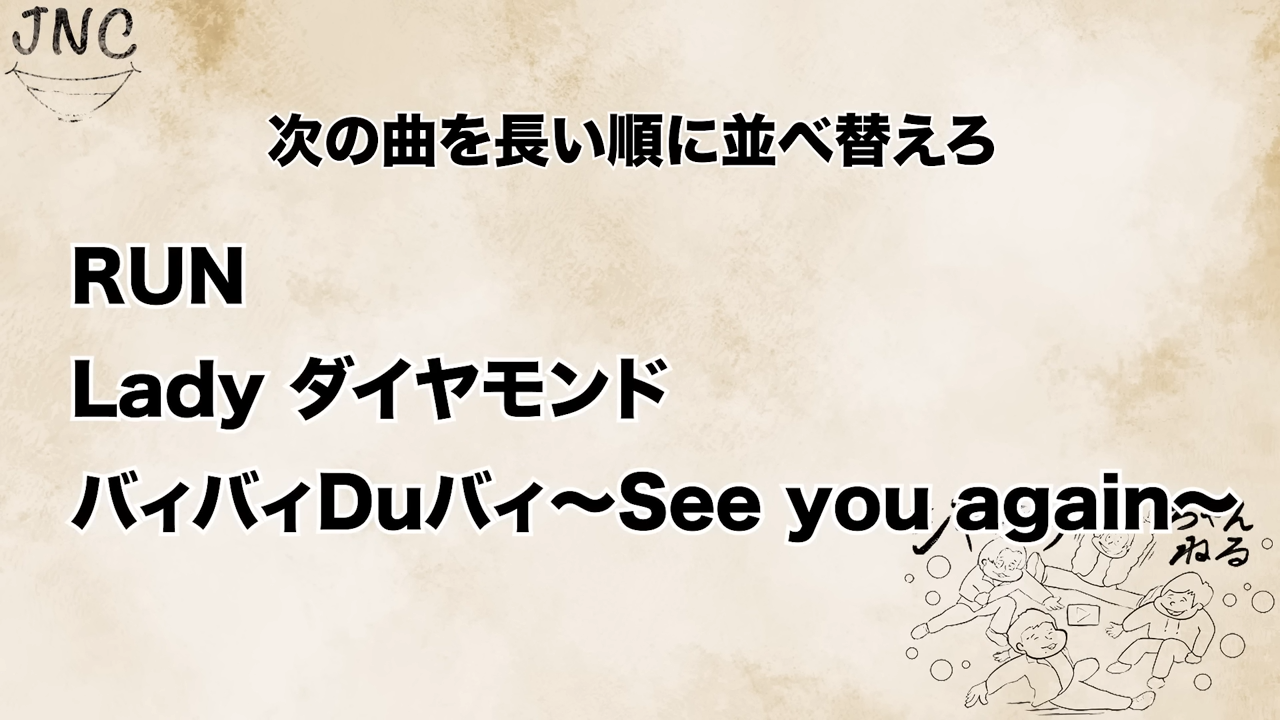 JNC
次の曲を長い順に並べ替えろ
RUN
Lady ダイヤモンド
バィバィDuバィ～See you again～
ちゃん
ねる